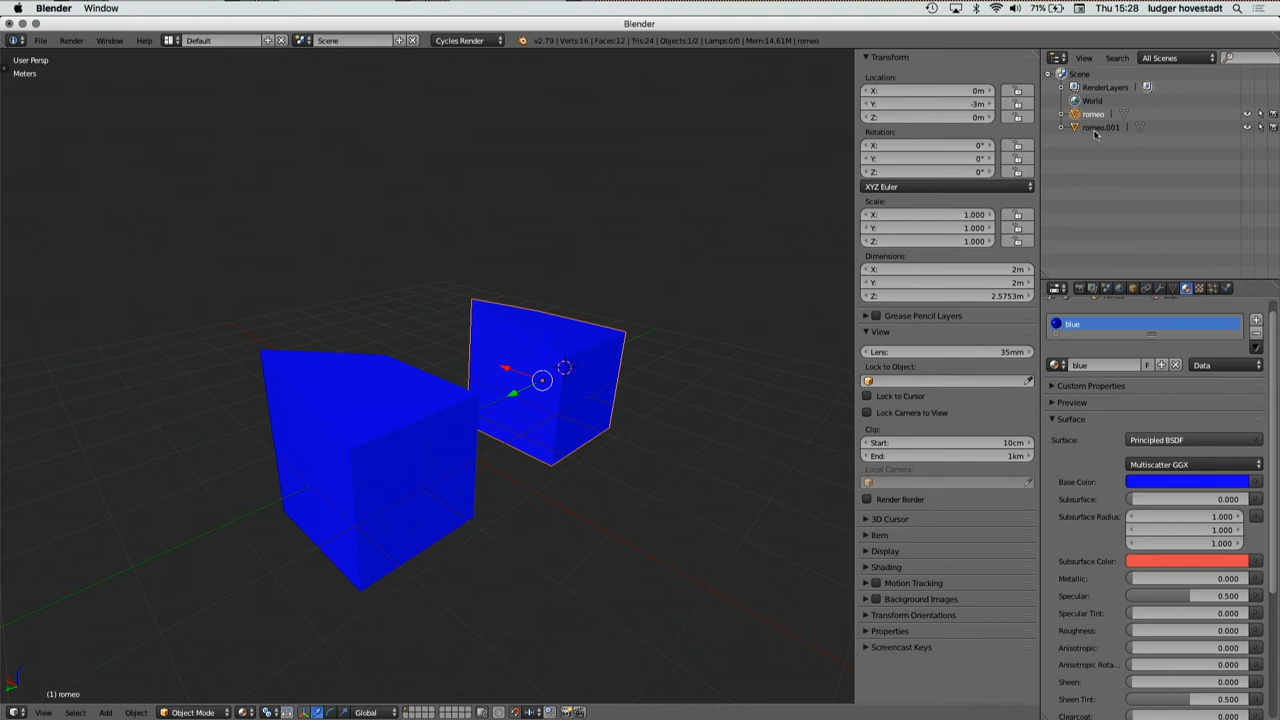 Blender Window 71% Thu 15:28 ludger hovestadt
Blender
File Render Window Help Default Scene Cycles Render v2.79 | Verts:16 | Faces:12 | Tris:24 | Objects:1/2 | Lamps:0/0 | Mem:14.61M | romeo
View Search All Scenes
User Persp
Meters
Transform
Location:
X: 0m
Y: -3m
Z: 0m
Rotation:
X: 0°
Y: 0°
Z: 0°
XYZ Euler
Scale:
X: 1.000
Y: 1.000
Z: 1.000
Dimensions:
X: 2m
Y: 2m
Z: 2.5753m
Grease Pencil Layers
View
Lens: 35mm
Lock to Object:
Lock to Cursor
Lock Camera to View
Clip:
Start: 10cm
End: 1km
Local Camera:
Render Border
3D Cursor
Item
Display
Shading
Motion Tracking
Background Images
Transform Orientations
Properties
Screencast Keys
Scene
RenderLayers |
World
romeo |
romeo.001 |
blue
blue F Data
Custom Properties
Preview
Surface
Surface: Principled BSDF
Multiscatter GGX
Base Color:
Subsurface: 0.000
Subsurface Radius: 1.000
1.000
1.000
Subsurface Color:
Metallic: 0.000
Specular: 0.500
Specular Tint: 0.000
Roughness: 0.000
Anisotropic: 0.000
Anisotropic Rota... 0.000
Sheen: 0.000
Sheen Tint: 0.500
Clearcoat: 0.000
(1) romeo
View Select Add Object Object Mode Global